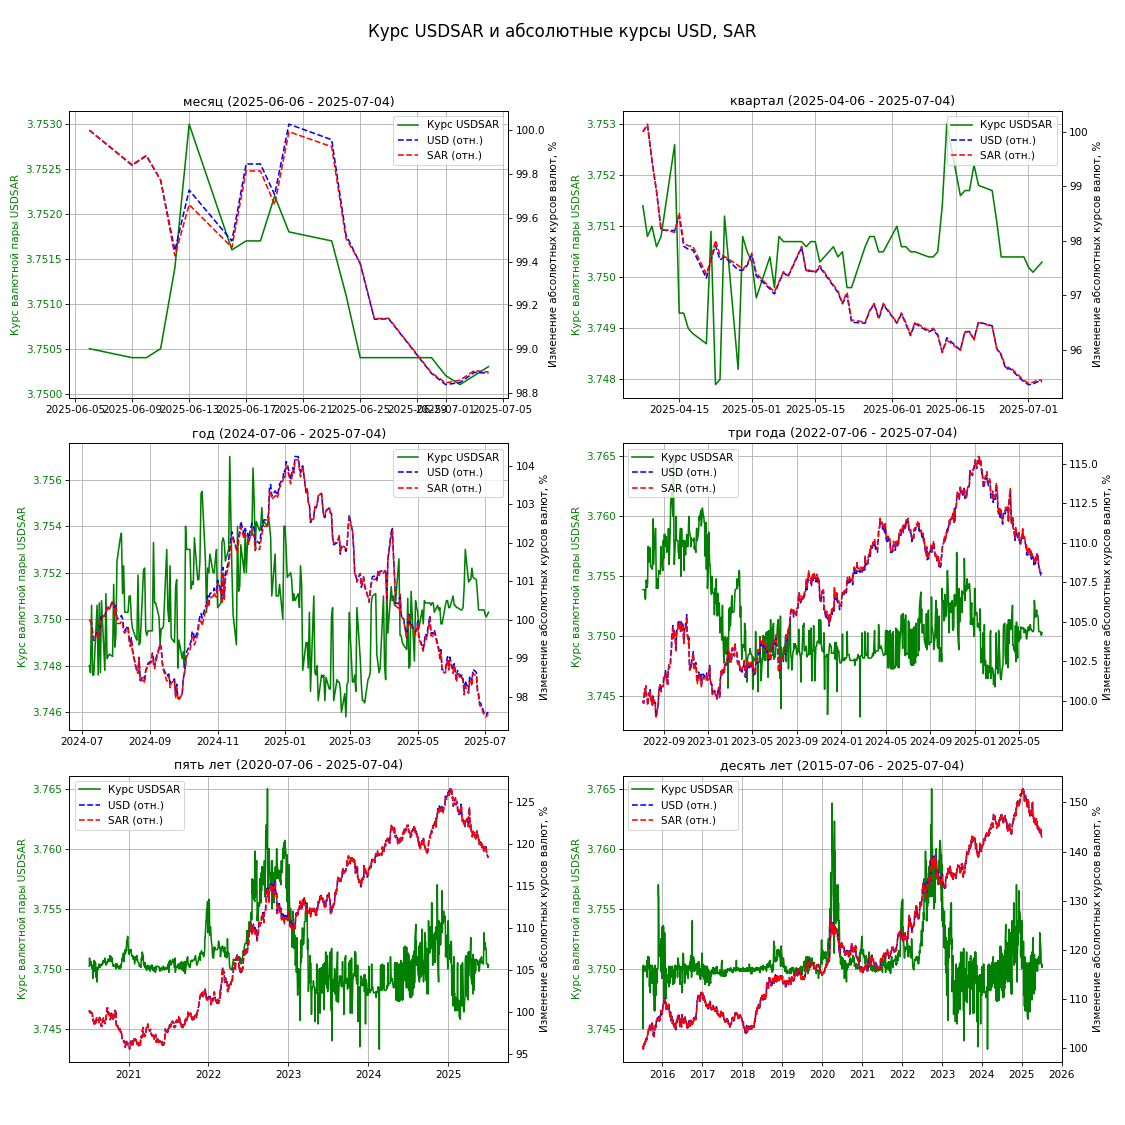 Курс USDSAR и абсолютные курсы USD, SAR
месяц (2025-06-06 - 2025-07-04)
Курс валютной пары USDSAR
3.7530
3.7525
3.7520
3.7515
3.7510
3.7505
3.7500
Курс USDSAR
USD (отн.)
SAR (отн.)
100.0
99.8
99.6
99.4
99.2
99.0
98.8
Изменение абсолютных курсов валют, %
2025-06-05 2025-06-09 2025-06-13 2025-06-17 2025-06-21 2025-06-25 2025-06-29 2025-07-01 2025-07-05
квартал (2025-04-06 - 2025-07-04)
Курс валютной пары USDSAR
3.753
3.752
3.751
3.750
3.749
3.748
Курс USDSAR
USD (отн.)
SAR (отн.)
100
99
98
97
96
Изменение абсолютных курсов валют, %
2025-04-15 2025-05-01 2025-05-15 2025-06-01 2025-06-15 2025-07-01
год (2024-07-06 - 2025-07-04)
Курс валютной пары USDSAR
3.756
3.754
3.752
3.750
3.748
3.746
Курс USDSAR
USD (отн.)
SAR (отн.)
104
103
102
101
100
99
98
Изменение абсолютных курсов валют, %
2024-07 2024-09 2024-11 2025-01 2025-03 2025-05 2025-07
три года (2022-07-06 - 2025-07-04)
Курс валютной пары USDSAR
3.765
3.760
3.755
3.750
3.745
Курс USDSAR
USD (отн.)
SAR (отн.)
115.0
112.5
110.0
107.5
105.0
102.5
100.0
Изменение абсолютных курсов валют, %
2022-09 2023-01 2023-05 2023-09 2024-01 2024-05 2024-09 2025-01 2025-05
пять лет (2020-07-06 - 2025-07-04)
Курс валютной пары USDSAR
3.765
3.760
3.755
3.750
3.745
Курс USDSAR
USD (отн.)
SAR (отн.)
125
120
115
110
105
100
95
Изменение абсолютных курсов валют, %
2021 2022 2023 2024 2025
десять лет (2015-07-06 - 2025-07-04)
Курс валютной пары USDSAR
3.765
3.760
3.755
3.750
3.745
Курс USDSAR
USD (отн.)
SAR (отн.)
150
140
130
120
110
100
Изменение абсолютных курсов валют, %
2016 2017 2018 2019 2020 2021 2022 2023 2024 2025 2026